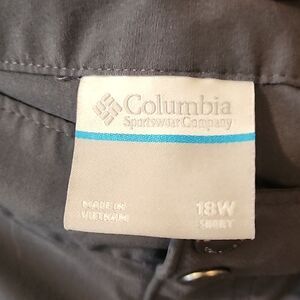 Columbia
Sportswear Company
MADE IN
VIETNAM
18W
SHORT